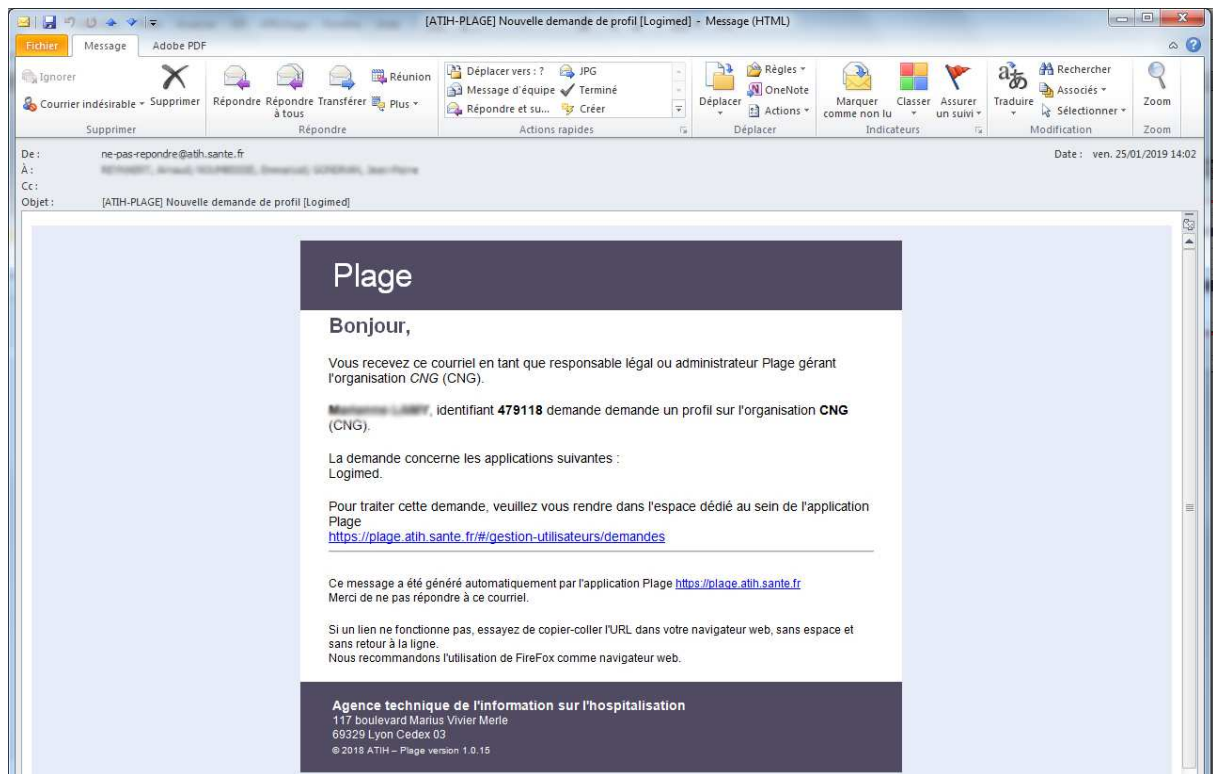 [ATIH-PLAGE] Nouvelle demande de profil [Logimed] - Message (HTML)
Fichier Message Adobe PDF
Ignorer
Courrier indésirable Supprimer
Répondre Répondre à tous Transférer
Réunion
Plus
Déplacer vers : ? JPG
Message d'équipe Terminé
Répondre et su... Créer
Déplacer
Règles
OneNote
Actions
Marquer comme non lu Classer Assurer un suivi
Traduire
Rechercher
Associés
Sélectionner
Zoom
Supprimer Répondre Actions rapides Déplacer Indicateurs Modification Zoom
De : ne-pas-repondre@atih.sante.fr Date : ven. 25/01/2019 14:02
À :
Cc :
Objet : [ATIH-PLAGE] Nouvelle demande de profil [Logimed]
Plage
Bonjour,
Vous recevez ce courriel en tant que responsable légal ou administrateur Plage gérant
l'organisation CNG (CNG).
, identifiant 479118 demande demande un profil sur l'organisation CNG
(CNG).
La demande concerne les applications suivantes :
Logimed.
Pour traiter cette demande, veuillez vous rendre dans l'espace dédié au sein de l'application
Plage
https://plage.atih.sante.fr/#/gestion-utilisateurs/demandes
Ce message a été généré automatiquement par l'application Plage https://plage.atih.sante.fr
Merci de ne pas répondre à ce courriel.
Si un lien ne fonctionne pas, essayez de copier-coller l'URL dans votre navigateur web, sans espace et
sans retour à la ligne.
Nous recommandons l'utilisation de FireFox comme navigateur web.
Agence technique de l'information sur l'hospitalisation
117 boulevard Marius Vivier Merle
69329 Lyon Cedex 03
© 2018 ATIH – Plage version 1.0.15